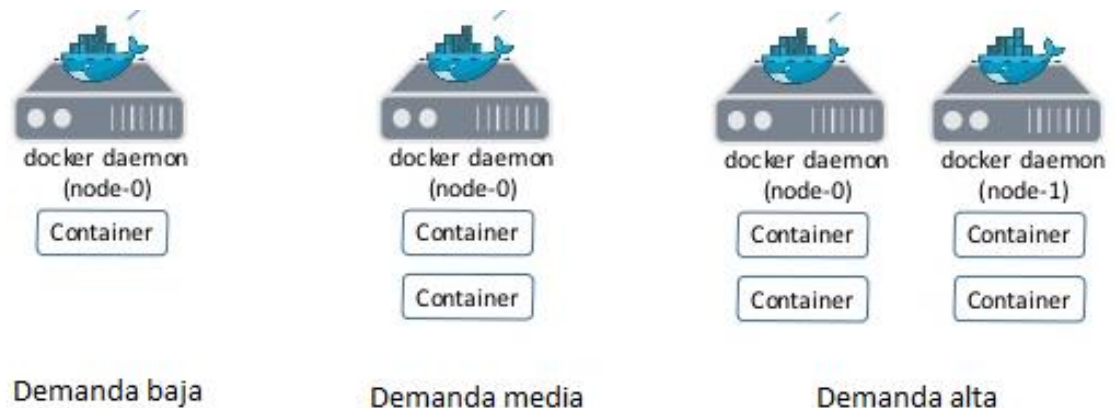 docker daemon
(node-0)
Container
Demanda baja
docker daemon
(node-0)
Container
Container
Demanda media
docker daemon
(node-0)
Container
Container
docker daemon
(node-1)
Container
Container
Demanda alta